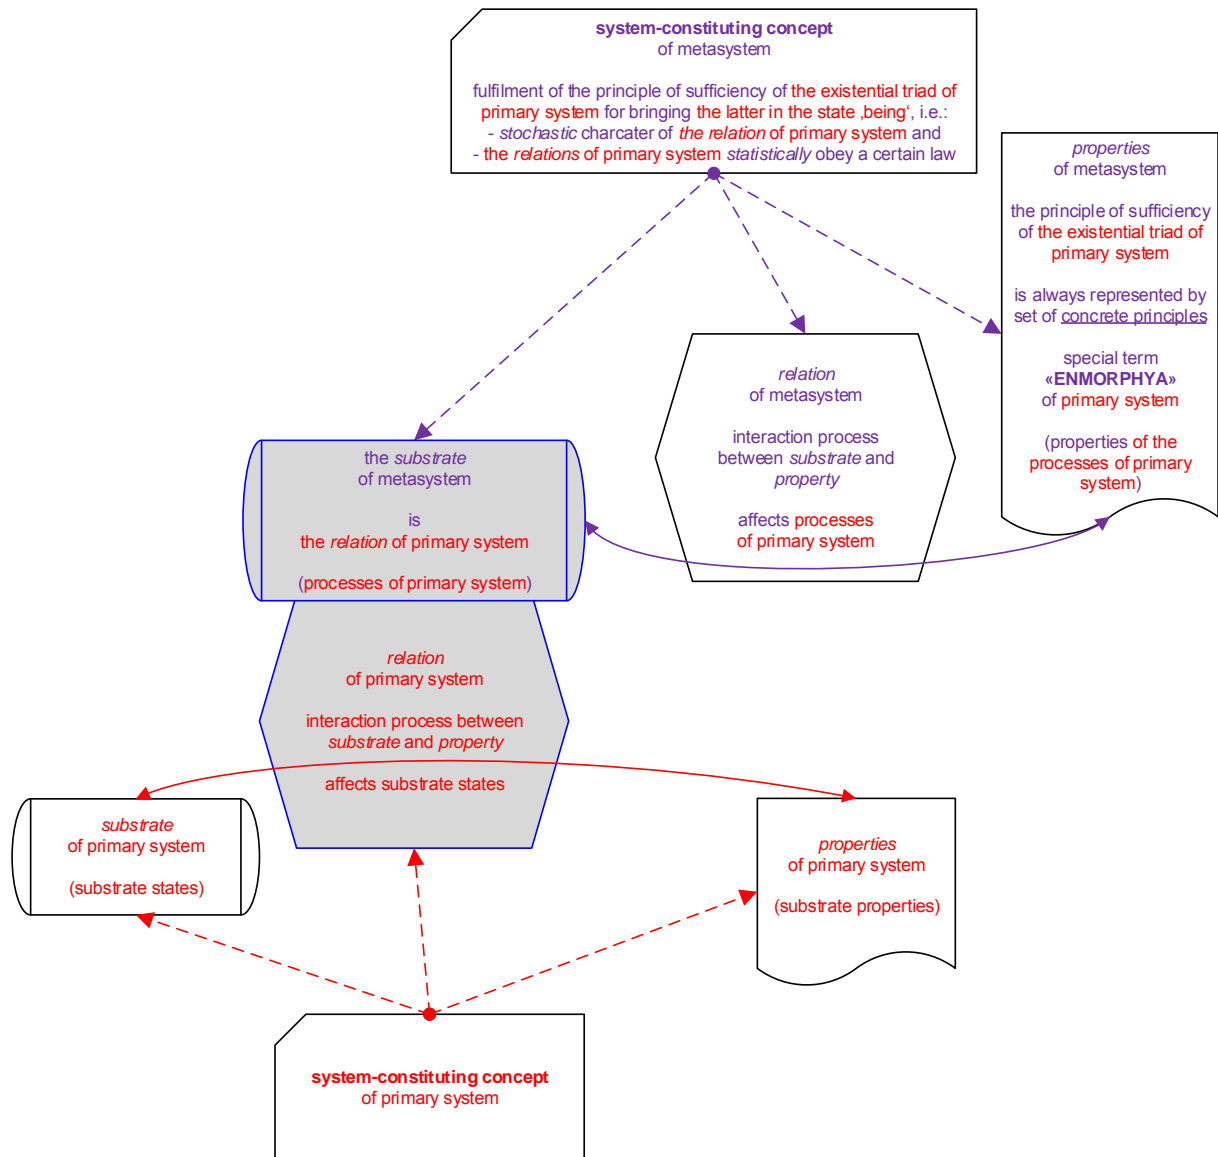 system-constituting concept
of metasystem
fulfilment of the principle of sufficiency of the existential triad of
primary system for bringing the latter in the state ‚being‘, i.e.:
- stochastic charcater of the relation of primary system and
- the relations of primary system statistically obey a certain law
properties
of metasystem
the principle of sufficiency
of the existential triad of
primary system
is always represented by
set of concrete principles
special term
«ENMORPHYA»
of primary system
(properties of the
processes of primary
system)
relation
of metasystem
interaction process
between substrate and
property
affects processes
of primary system
the substrate
of metasystem
is
the relation of primary system
(processes of primary system)
relation
of primary system
interaction process between
substrate and property
affects substrate states
substrate
of primary system
(substrate states)
properties
of primary system
(substrate properties)
system-constituting concept
of primary system